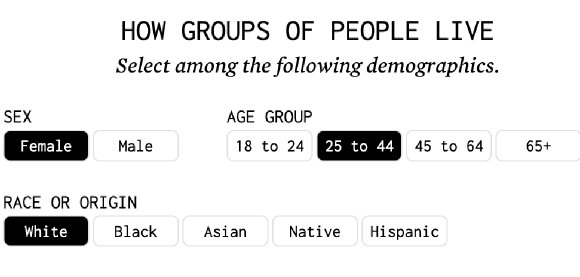 HOW GROUPS OF PEOPLE LIVE
Select among the following demographics.
SEX AGE GROUP
Female Male 18 to 24 25 to 44 45 to 64 65+
RACE OR ORIGIN
White Black Asian Native Hispanic